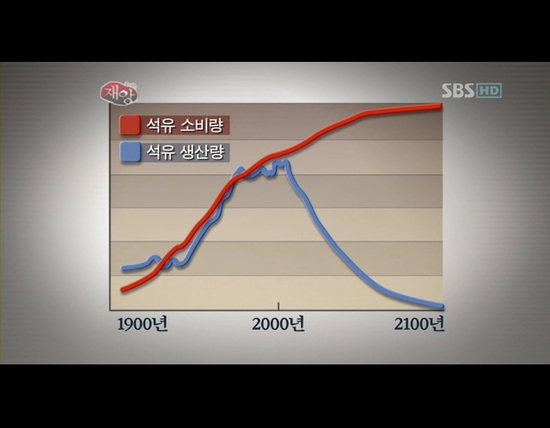 재앙
SBS HD
석유 소비량
석유 생산량
1900년
2000년
2100년